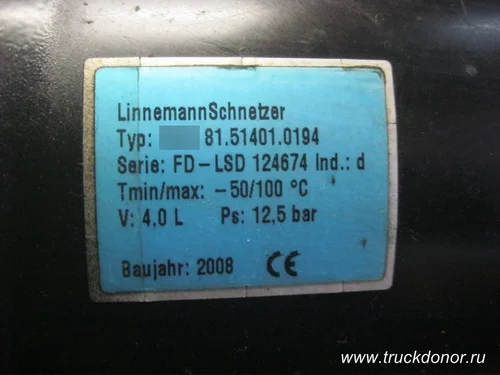 LinnemannSchnetzer
Typ: 81.51401.0194
Serie: FD-LSD 124674 Ind.: d
Tmin/max: -50/100 °C
V: 4,0 L Ps: 12,5 bar
Baujahr: 2008 CE
www.truckdonor.ru